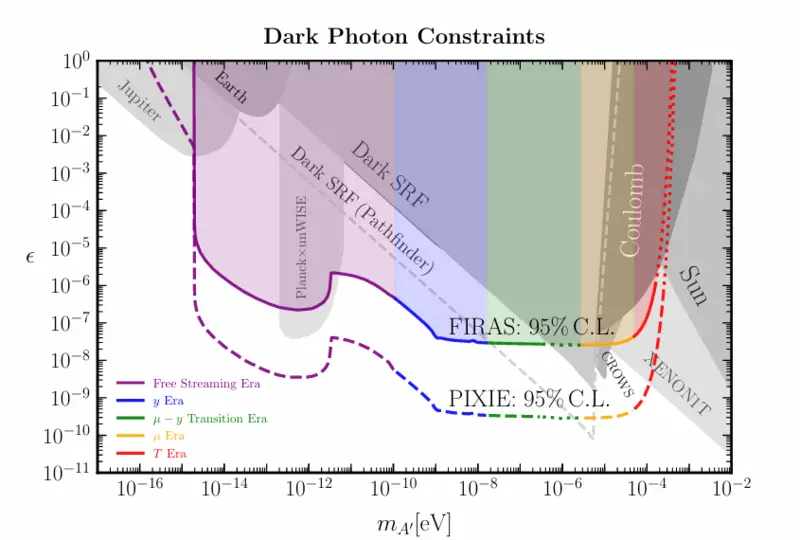 Dark Photon Constraints
10⁰
10⁻¹
10⁻²
10⁻³
10⁻⁴
10⁻⁵
10⁻⁶
10⁻⁷
10⁻⁸
10⁻⁹
10⁻¹⁰
10⁻¹¹
ϵ
Jupiter
Earth
Dark SRF
Dark SRF (Pathfinder)
Planck×unWISE
Coulomb
Sun
FIRAS: 95% C.L.
CROWS
XENON1T
PIXIE: 95% C.L.
Free Streaming Era
y Era
μ − y Transition Era
μ Era
T Era
10⁻¹⁶ 10⁻¹⁴ 10⁻¹² 10⁻¹⁰ 10⁻⁸ 10⁻⁶ 10⁻⁴ 10⁻²
m_A′[eV]